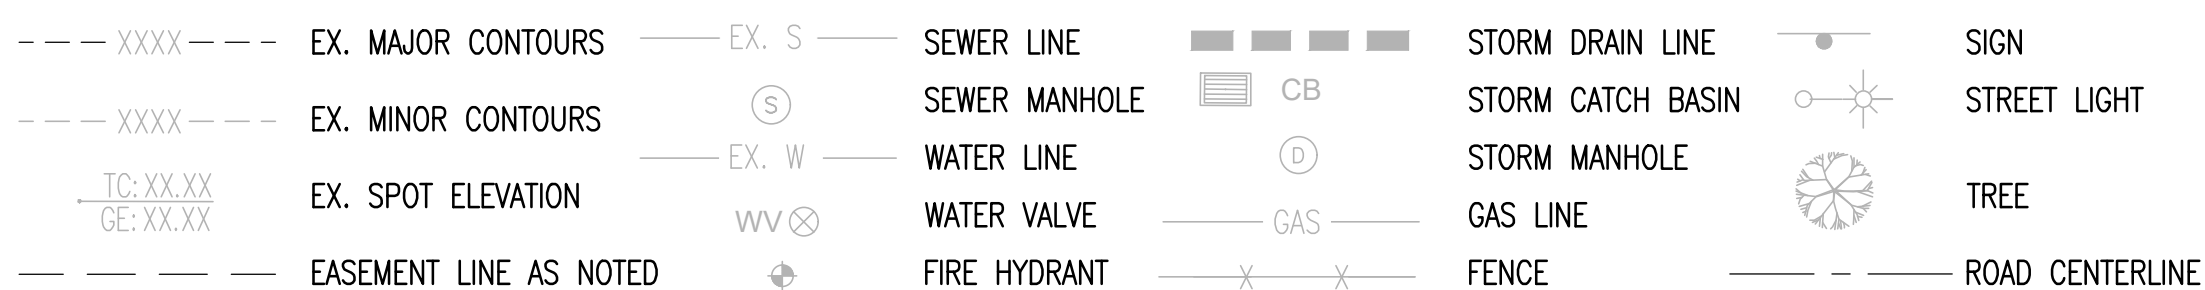 XXXX EX. MAJOR CONTOURS
XXXX EX. MINOR CONTOURS
TC: XX.XX
GE: XX.XX
EX. SPOT ELEVATION
EASEMENT LINE AS NOTED
EX. S SEWER LINE
S SEWER MANHOLE
EX. W WATER LINE
WV WATER VALVE
FIRE HYDRANT
STORM DRAIN LINE
CB STORM CATCH BASIN
D STORM MANHOLE
GAS GAS LINE
X X FENCE
SIGN
STREET LIGHT
TREE
ROAD CENTERLINE